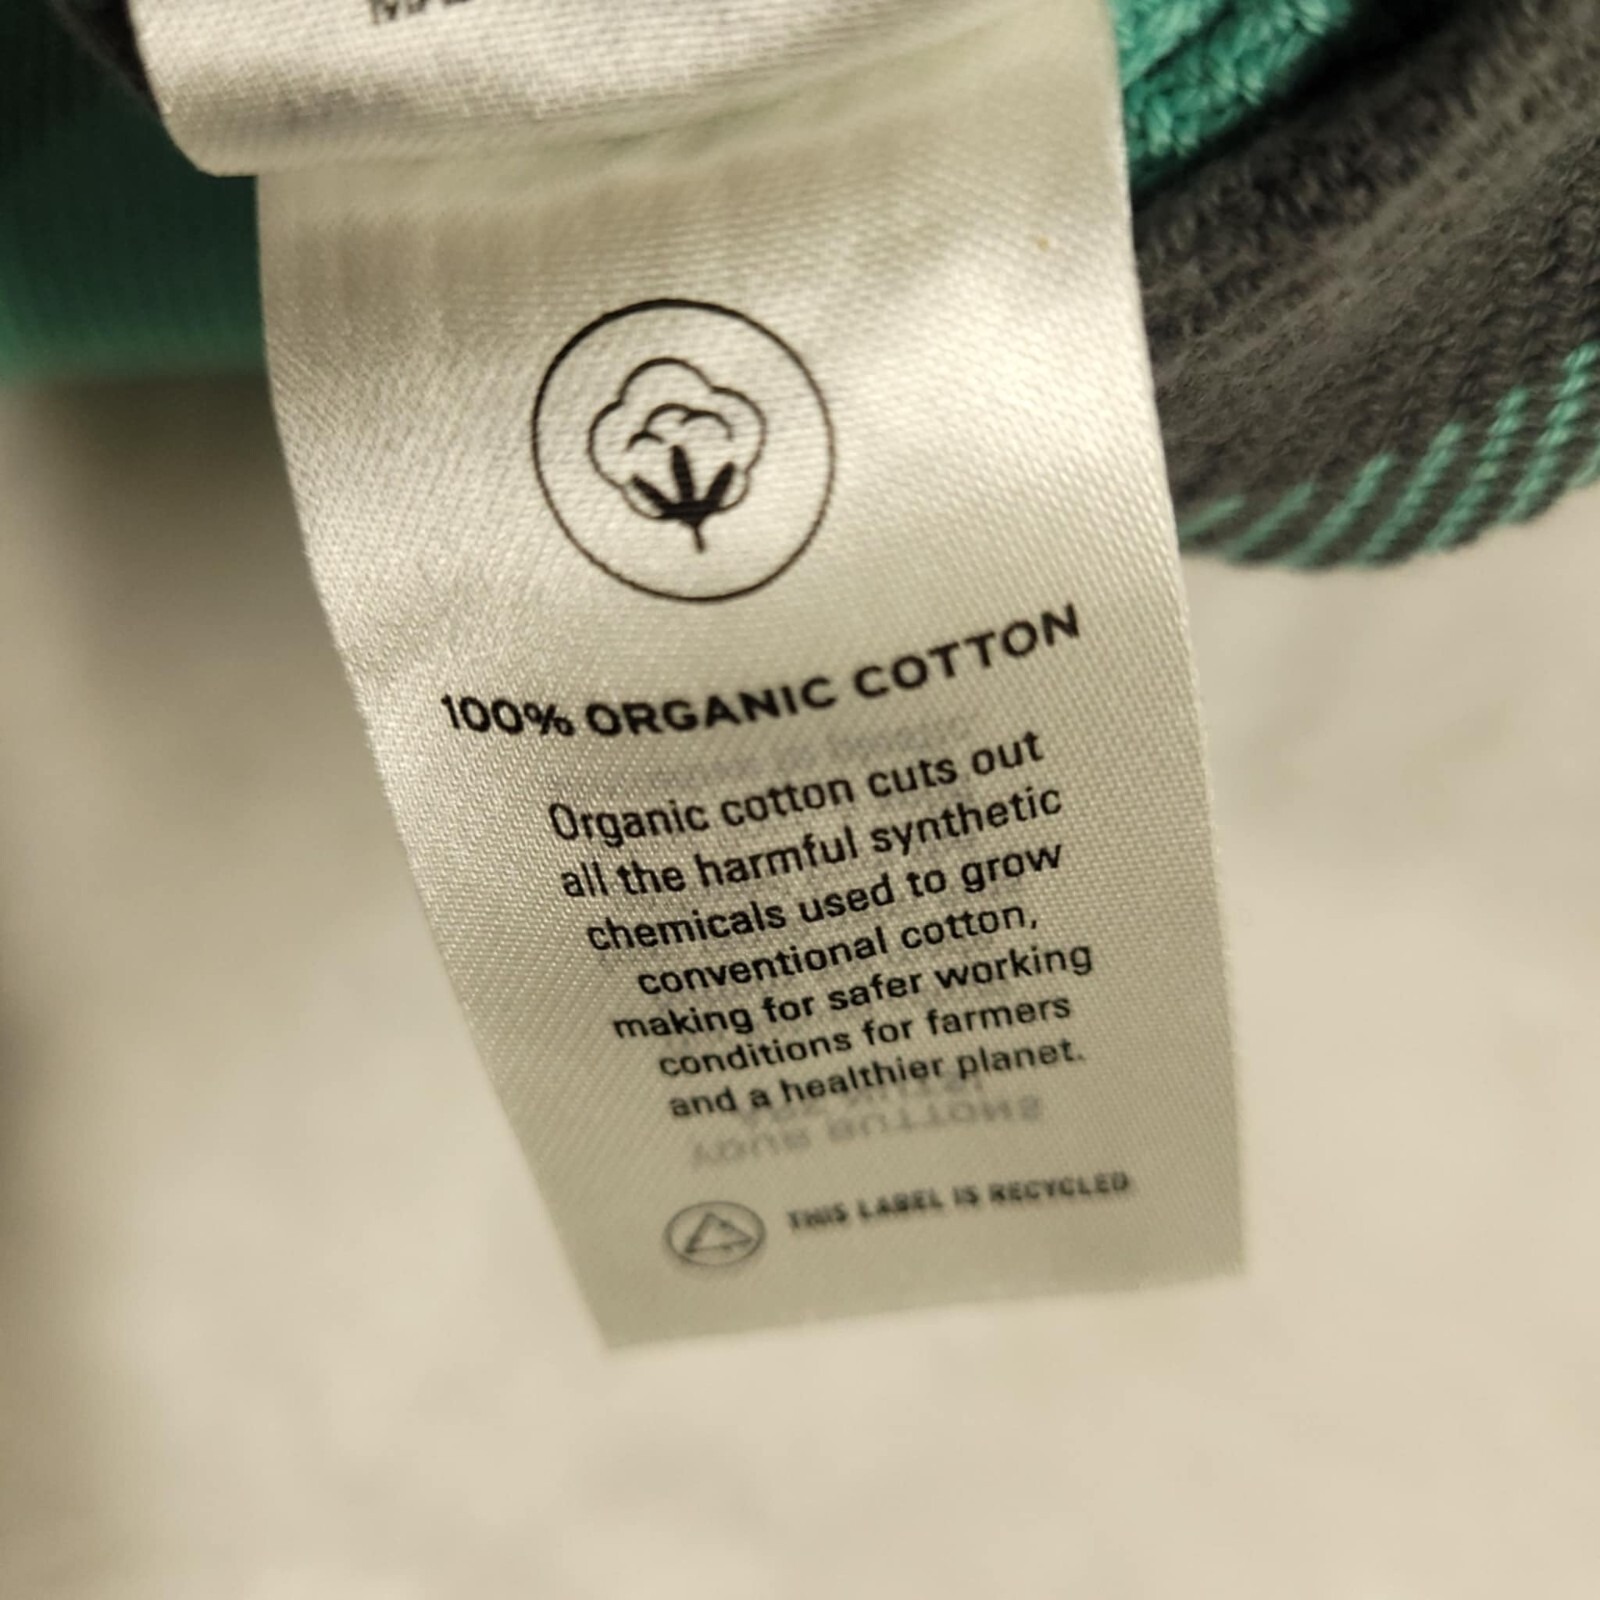 100% ORGANIC COTTON
Organic cotton cuts out
all the harmful synthetic
chemicals used to grow
conventional cotton,
making for safer working
conditions for farmers
and a healthier planet.
THIS LABEL IS RECYCLED